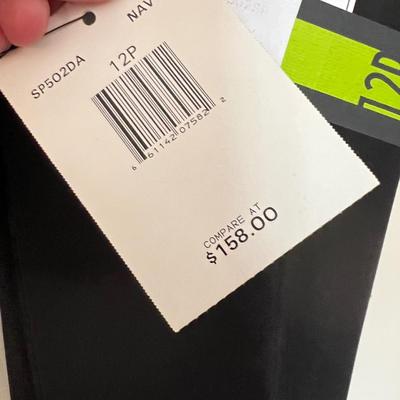 NAV
SP502DA
12P
6 61142 07582 2
COMPARE AT
$158.00
12P